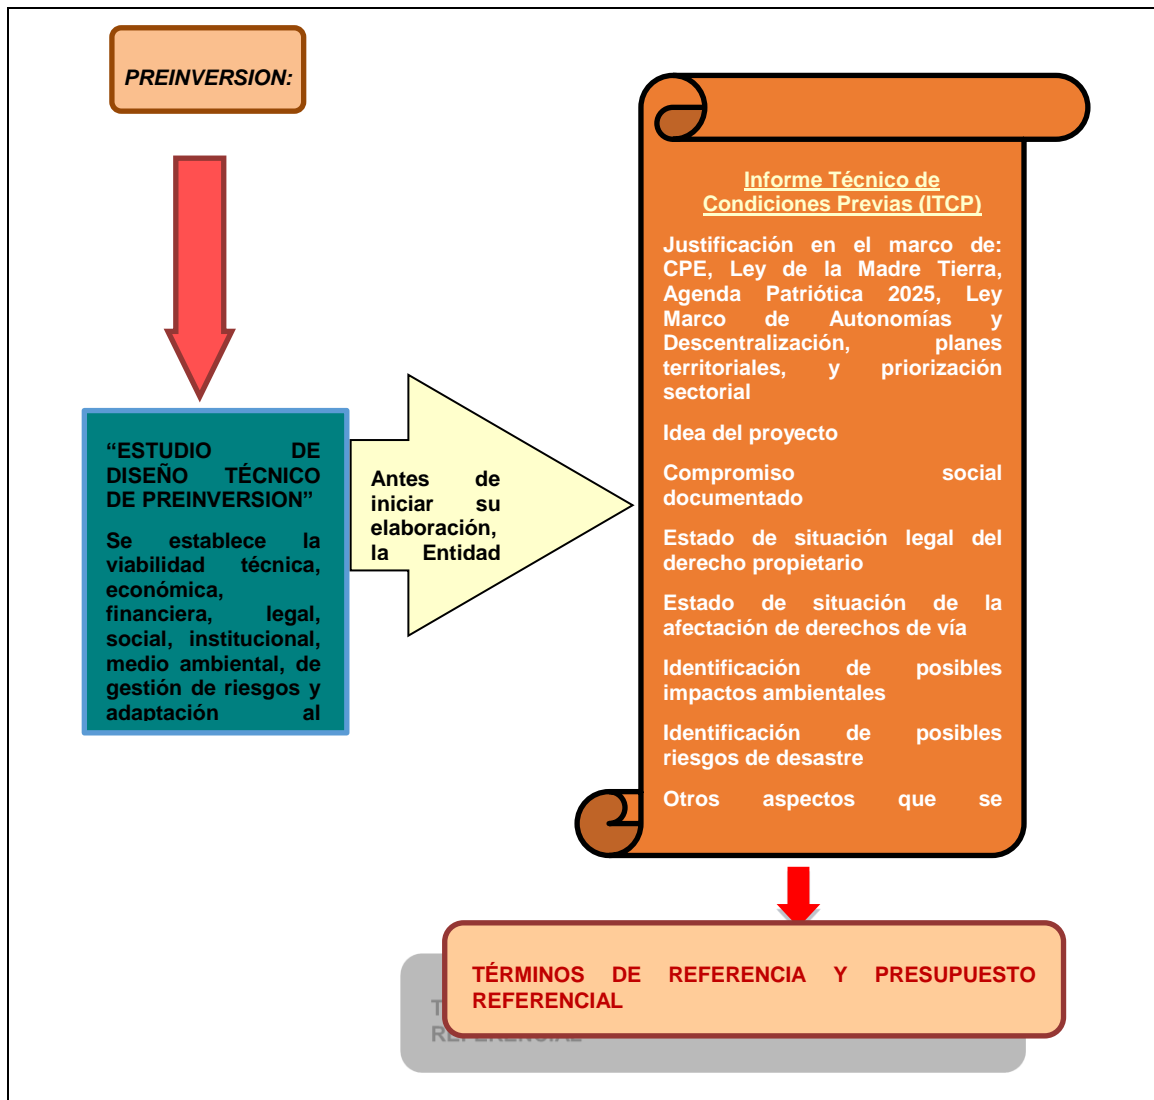 PREINVERSION:
“ESTUDIO DE
DISEÑO TÉCNICO
DE PREINVERSION”
Se establece la
viabilidad técnica,
económica,
financiera, legal,
social, institucional,
medio ambiental, de
gestión de riesgos y
adaptación al
Antes de
iniciar su
elaboración,
la Entidad
Informe Técnico de
Condiciones Previas (ITCP)
Justificación en el marco de:
CPE, Ley de la Madre Tierra,
Agenda Patriótica 2025, Ley
Marco de Autonomías y
Descentralización, planes
territoriales, y priorización
sectorial
Idea del proyecto
Compromiso social
documentado
Estado de situación legal del
derecho propietario
Estado de situación de la
afectación de derechos de vía
Identificación de posibles
impactos ambientales
Identificación de posibles
riesgos de desastre
Otros aspectos que se
TÉRMINOS DE REFERENCIA Y PRESUPUESTO
REFERENCIAL